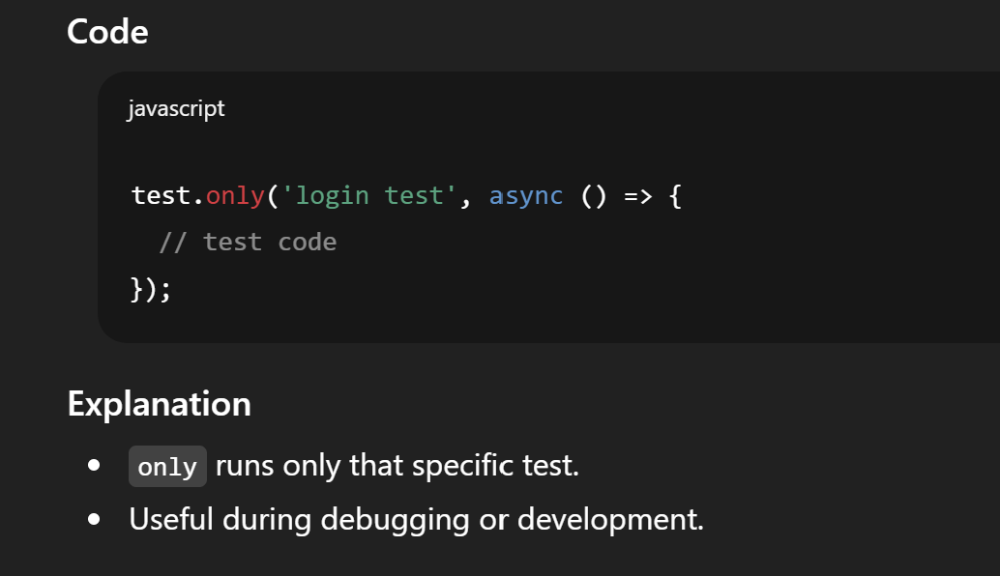 Code
javascript
test.only('login test', async () => {
// test code
});
Explanation
only runs only that specific test.
Useful during debugging or development.